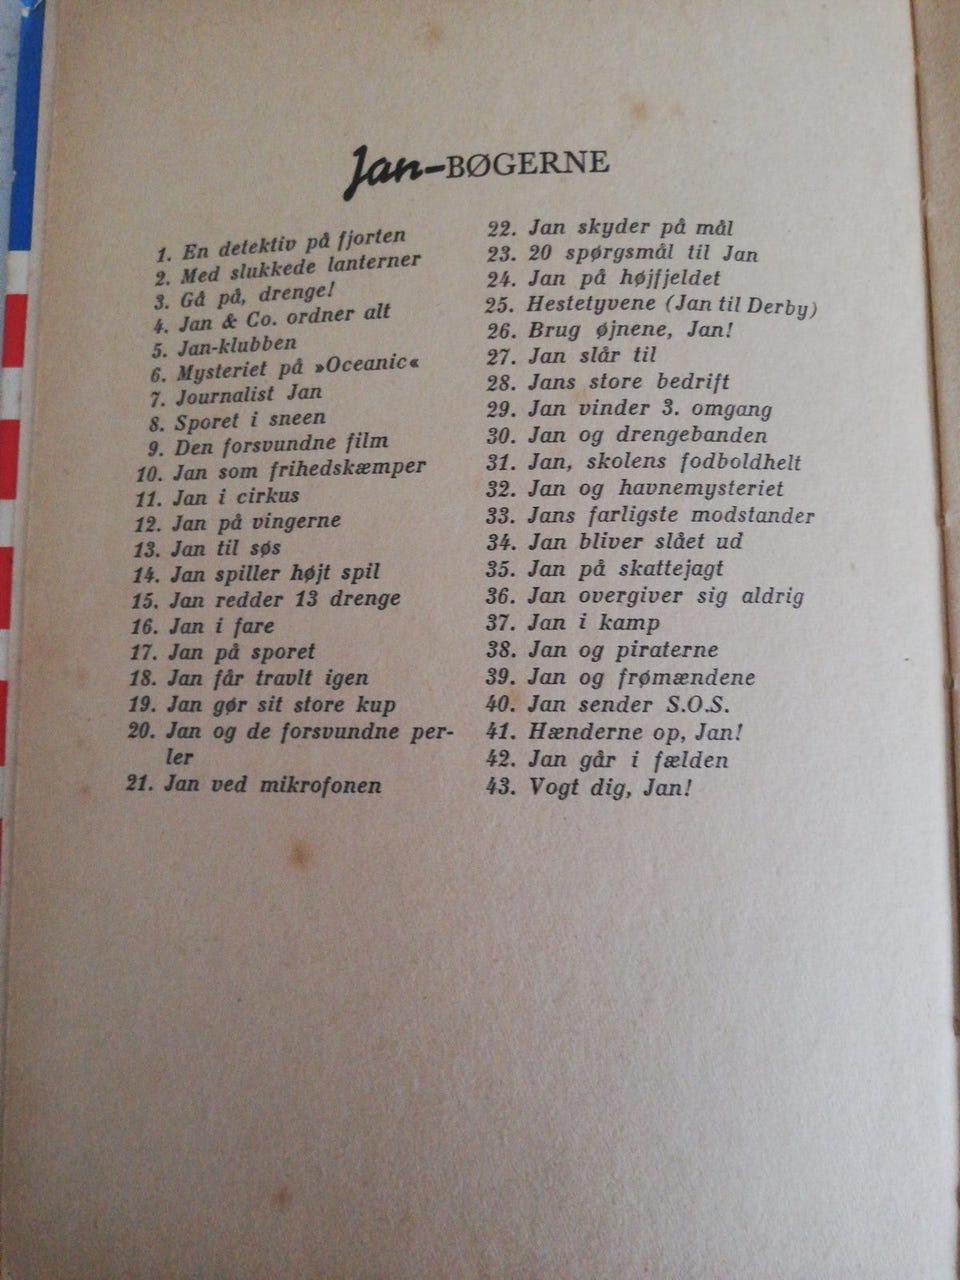 Jan-BØGERNE
1. En detektiv på fjorten
2. Med slukkede lanterner
3. Gå på, drenge!
4. Jan & Co. ordner alt
5. Jan-klubben
6. Mysteriet på »Oceanic«
7. Journalist Jan
8. Sporet i sneen
9. Den forsvundne film
10. Jan som frihedskæmper
11. Jan i cirkus
12. Jan på vingerne
13. Jan til søs
14. Jan spiller højt spil
15. Jan redder 13 drenge
16. Jan i fare
17. Jan på sporet
18. Jan får travlt igen
19. Jan gør sit store kup
20. Jan og de forsvundne per-
ler
21. Jan ved mikrofonen
22. Jan skyder på mål
23. 20 spørgsmål til Jan
24. Jan på højfjeldet
25. Hestetyvene (Jan til Derby)
26. Brug øjnene, Jan!
27. Jan slår til
28. Jans store bedrift
29. Jan vinder 3. omgang
30. Jan og drengebanden
31. Jan, skolens fodboldhelt
32. Jan og havnemysteriet
33. Jans farligste modstander
34. Jan bliver slået ud
35. Jan på skattejagt
36. Jan overgiver sig aldrig
37. Jan i kamp
38. Jan og piraterne
39. Jan og frømændene
40. Jan sender S.O.S.
41. Hænderne op, Jan!
42. Jan går i fælden
43. Vogt dig, Jan!